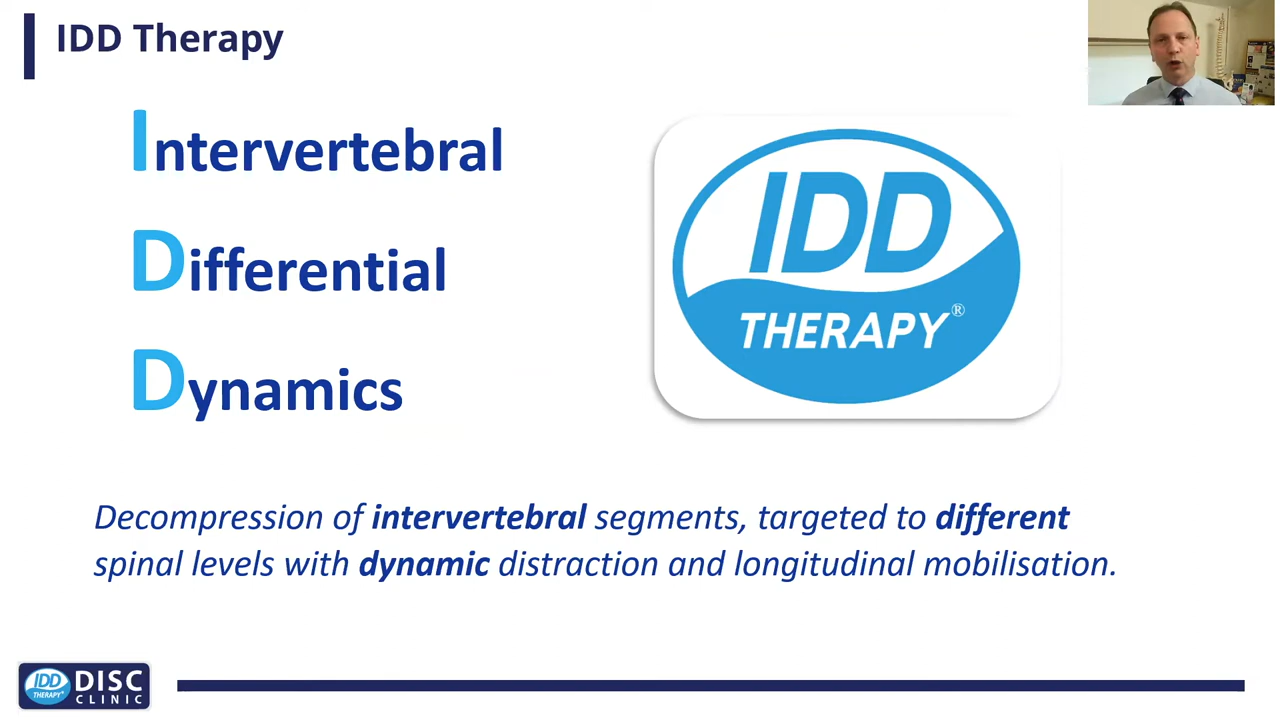 IDD Therapy
Intervertebral
Differential
Dynamics
IDD
THERAPY®
Decompression of intervertebral segments, targeted to different
spinal levels with dynamic distraction and longitudinal mobilisation.
IDD
THERAPY®
DISC
CLINIC